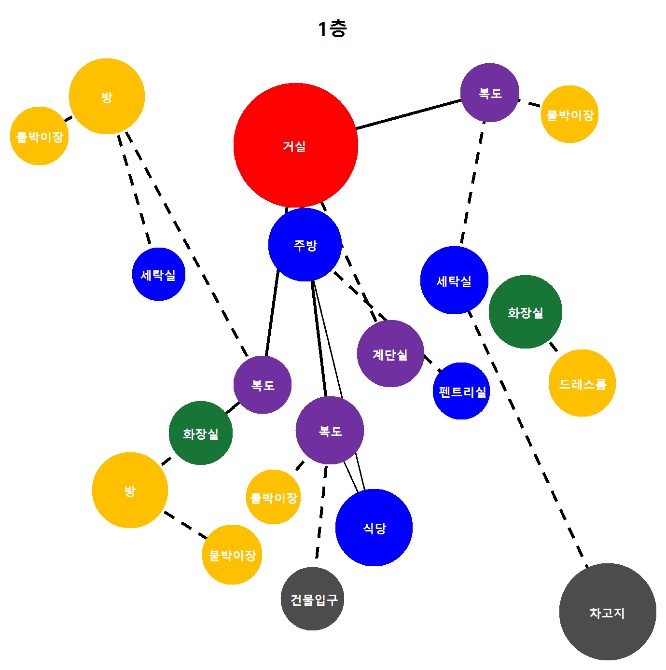 1층
방
복도
붙박이장
붙박이장
거실
주방
세탁실
세탁실
화장실
계단실
드레스룸
복도
펜트리실
화장실
복도
방
붙박이장
식당
붙박이장
건물입구
차고지